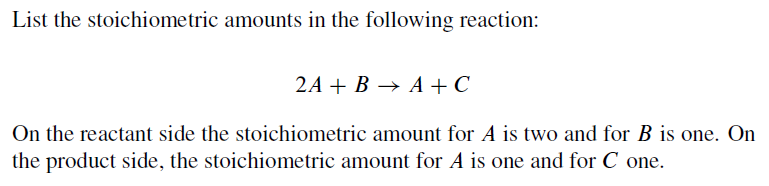 List the stoichiometric amounts in the following reaction:
2A + B → A + C
On the reactant side the stoichiometric amount for A is two and for B is one. On
the product side, the stoichiometric amount for A is one and for C one.